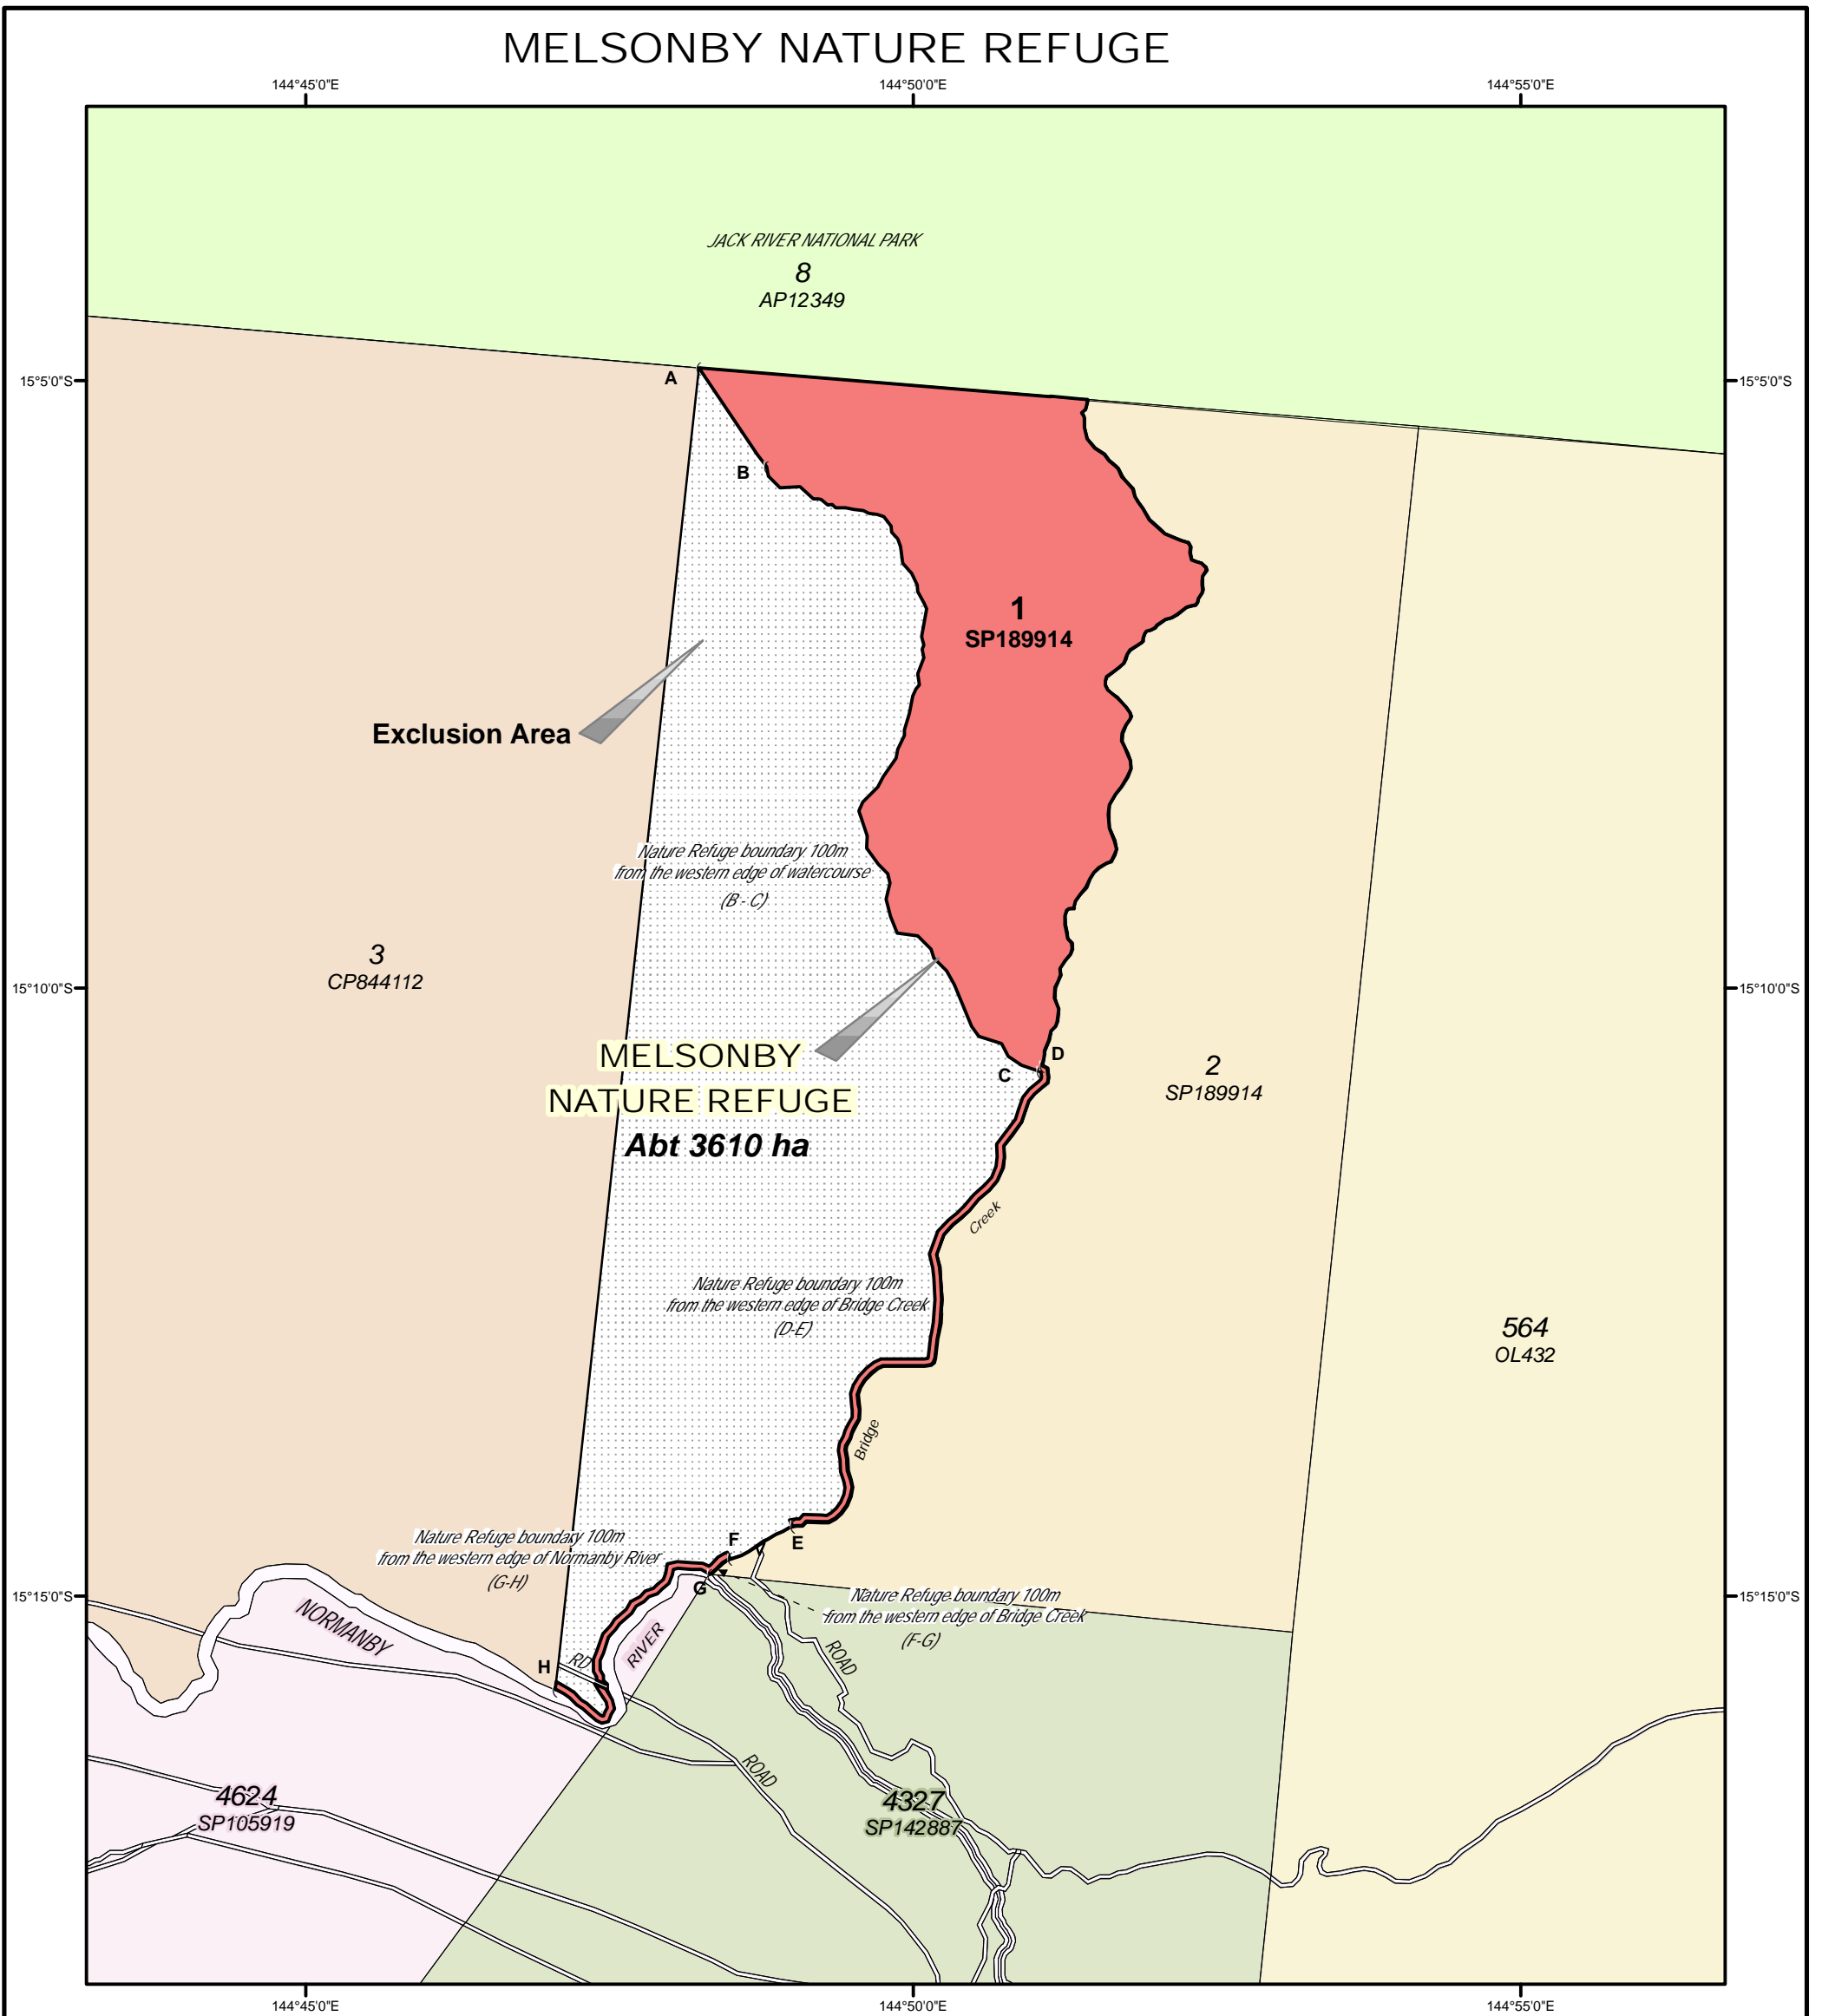 MELSONBY NATURE REFUGE
144°45'0"E
144°50'0"E
144°55'0"E
JACK RIVER NATIONAL PARK
8
AP12349
15°5'0"S
A
15°5'0"S
B
1
SP189914
Exclusion Area
Nature Refuge boundary 100m
from the western edge of watercourse
(B - C)
3
CP844112
15°10'0"S
15°10'0"S
MELSONBY
NATURE REFUGE
Abt 3610 ha
D
C
2
SP189914
Creek
Nature Refuge boundary 100m
from the western edge of Bridge Creek
(D-E)
564
OL432
Bridge
Nature Refuge boundary 100m
from the western edge of Normanby River
(G-H)
F
E
G
15°15'0"S
15°15'0"S
Nature Refuge boundary 100m
from the western edge of Bridge Creek
(F-G)
NORMANBY
RIVER
ROAD
H
RD
ROAD
4624
SP105919
4327
SP142887
144°45'0"E
144°50'0"E
144°55'0"E